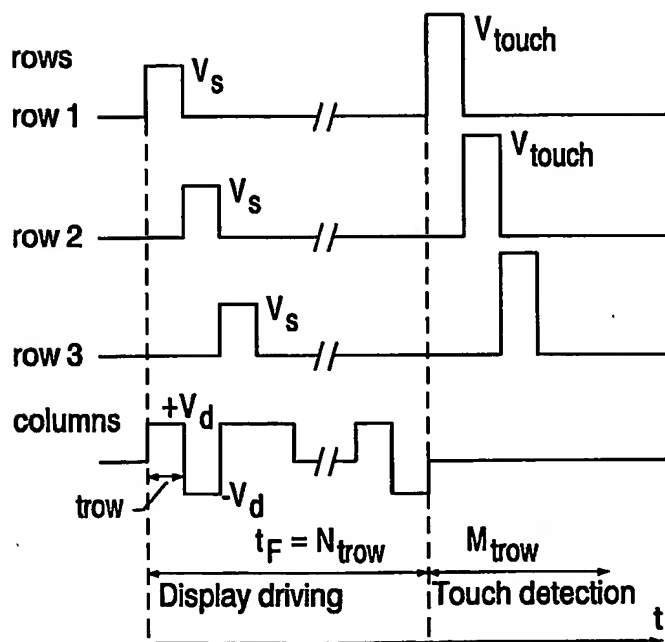 rows
V_s
V_touch
row 1
V_touch
V_s
row 2
V_s
row 3
columns
+V_d
trow
-V_d
t_F = N_trow
M_trow
Display driving
Touch detection
t